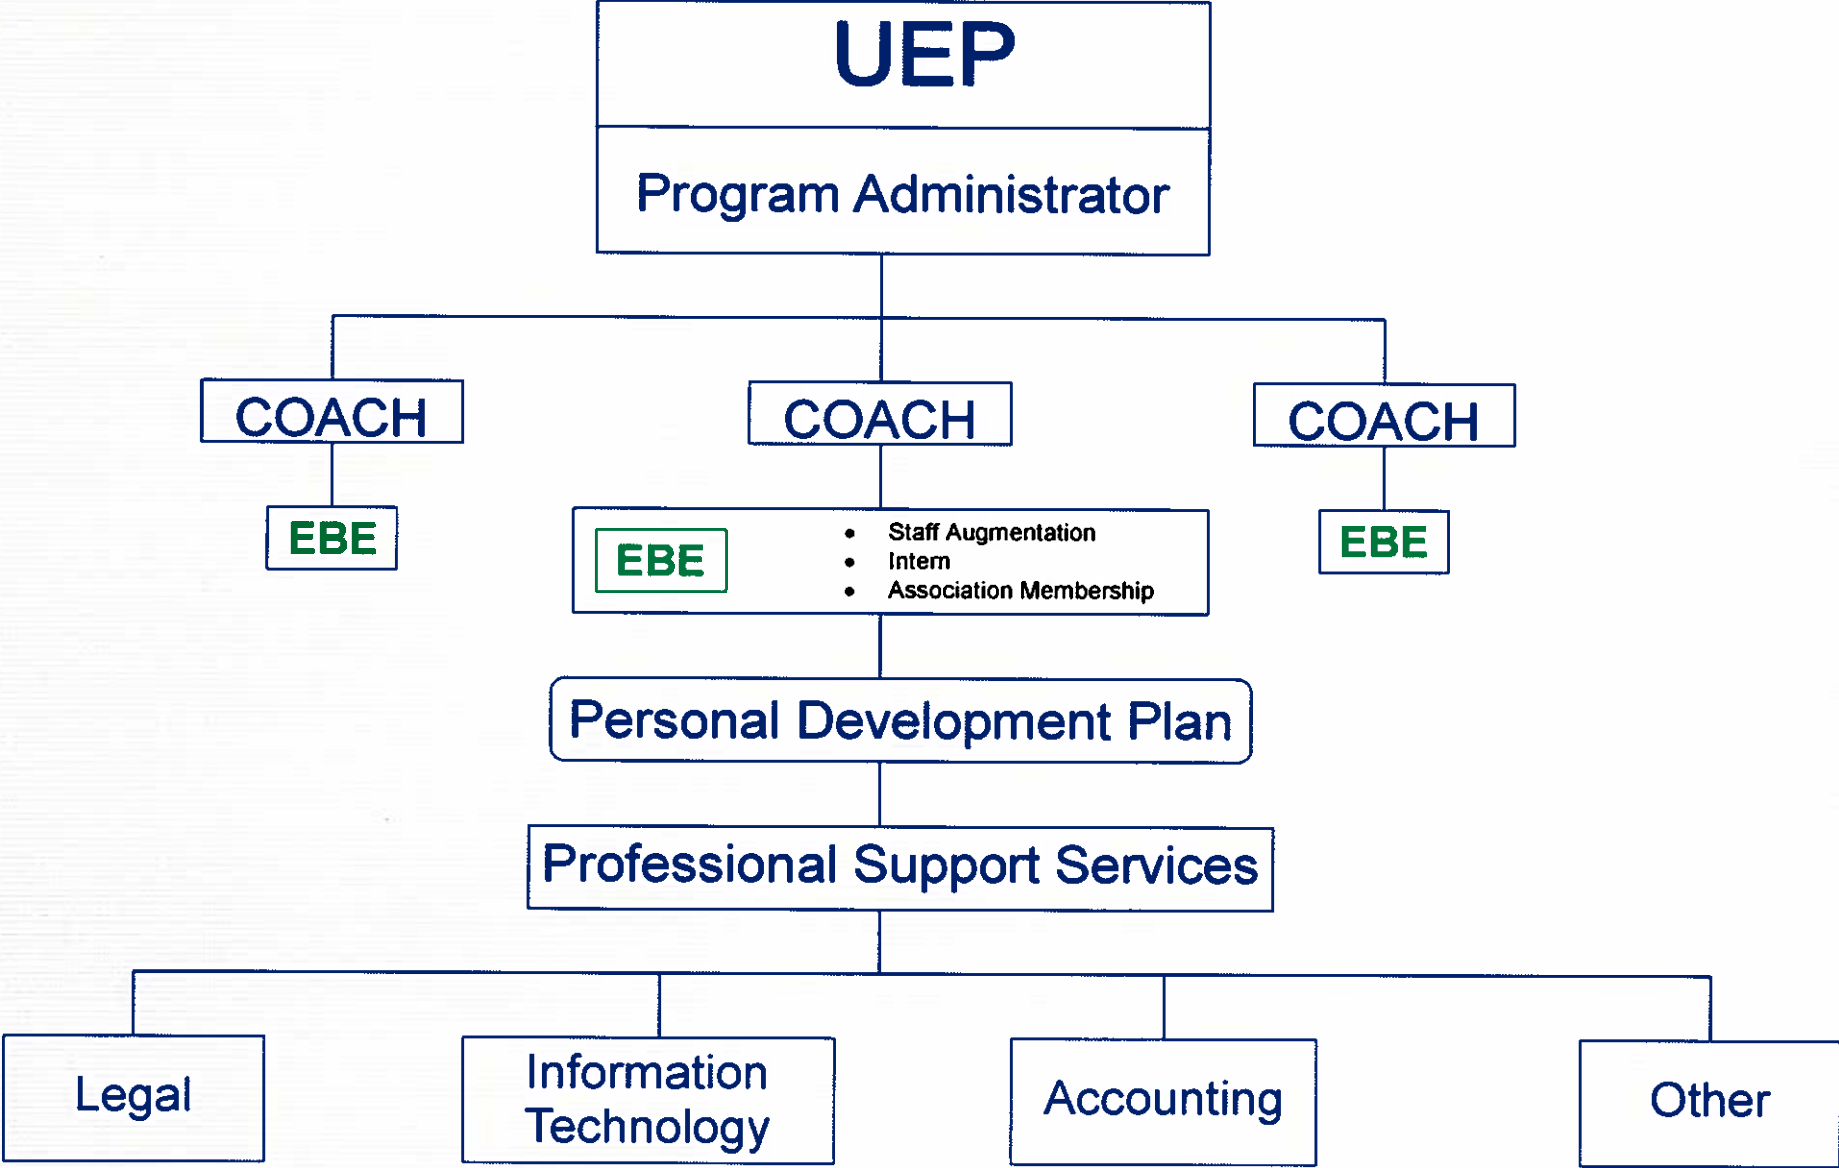 UEP
Program Administrator
COACH
COACH
COACH
EBE
EBE
• Staff Augmentation
• Intern
• Association Membership
EBE
Personal Development Plan
Professional Support Services
Legal
Information
Technology
Accounting
Other